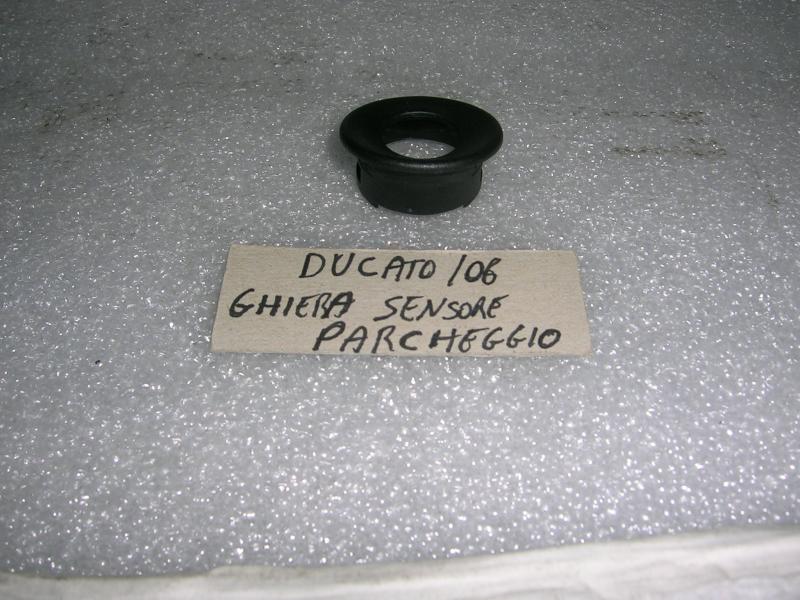 DUCATO /06
GHIERA SENSORE
PARCHEGGIO